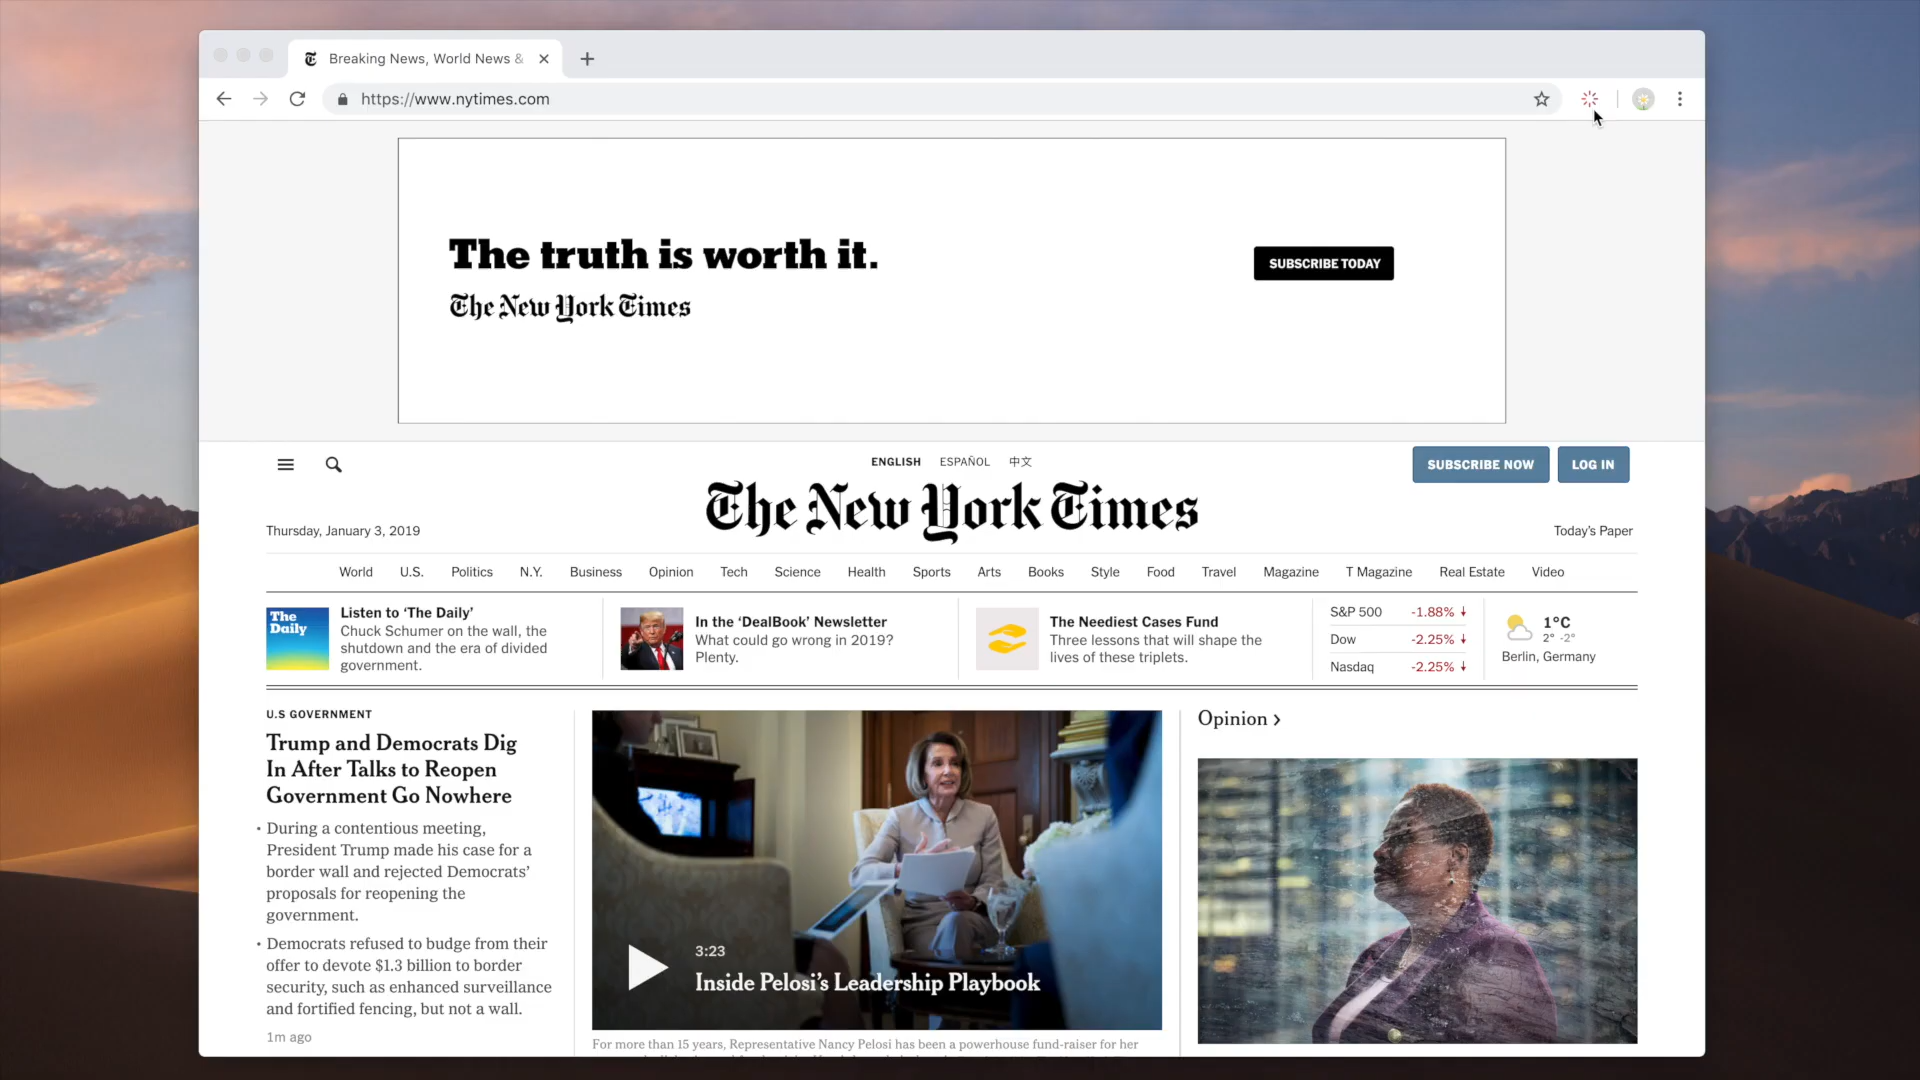 Breaking News, World News &
https://www.nytimes.com
The truth is worth it.
The New York Times
SUBSCRIBE TODAY
ENGLISH ESPAÑOL 中文
SUBSCRIBE NOW LOG IN
The New York Times
Thursday, January 3, 2019
Today's Paper
World U.S. Politics N.Y. Business Opinion Tech Science Health Sports Arts Books Style Food Travel Magazine T Magazine Real Estate Video
The
Daily
Listen to ‘The Daily’
Chuck Schumer on the wall, the
shutdown and the era of divided
government.
In the ‘DealBook’ Newsletter
What could go wrong in 2019?
Plenty.
The Neediest Cases Fund
Three lessons that will shape the
lives of these triplets.
S&P 500 -1.88% ↓
Dow -2.25% ↓
Nasdaq -2.25% ↓
1°C
2° -2°
Berlin, Germany
U.S GOVERNMENT
Trump and Democrats Dig
In After Talks to Reopen
Government Go Nowhere
• During a contentious meeting,
President Trump made his case for a
border wall and rejected Democrats’
proposals for reopening the
government.
• Democrats refused to budge from their
offer to devote $1.3 billion to border
security, such as enhanced surveillance
and fortified fencing, but not a wall.
1m ago
3:23
Inside Pelosi’s Leadership Playbook
For more than 15 years, Representative Nancy Pelosi has been a powerhouse fund-raiser for her
Opinion ›